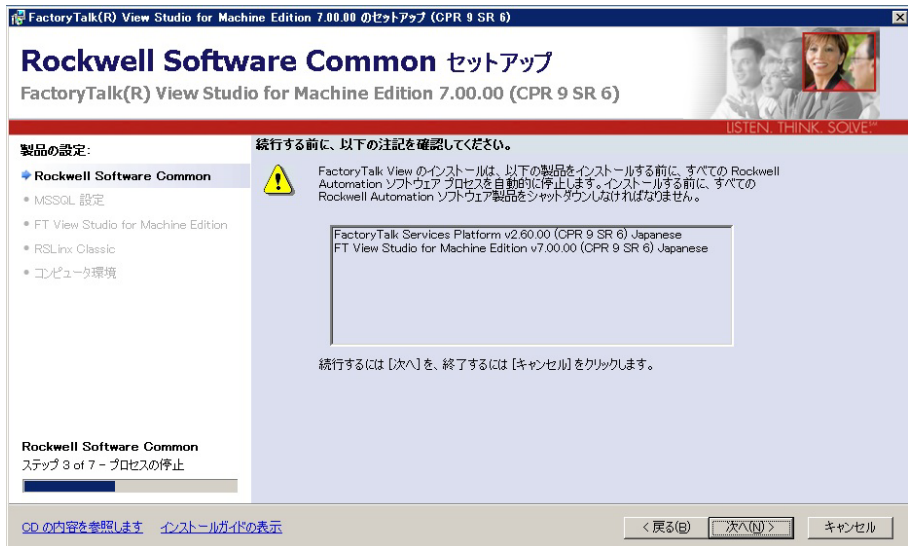 FactoryTalk(R) View Studio for Machine Edition 7.00.00 のセットアップ (CPR 9 SR 6)
Rockwell Software Common セットアップ
FactoryTalk(R) View Studio for Machine Edition 7.00.00 (CPR 9 SR 6)
LISTEN. THINK. SOLVE.™
製品の設定:
Rockwell Software Common
MSSQL 設定
FT View Studio for Machine Edition
RSLinx Classic
コンピュータ環境
続行する前に、以下の注記を確認してください。
FactoryTalk View のインストールは、以下の製品をインストールする前に、すべての Rockwell
Automation ソフトウェア プロセスを自動的に停止します。インストールする前に、すべての
Rockwell Automation ソフトウェア製品をシャットダウンしなければなりません。
FactoryTalk Services Platform v2.60.00 (CPR 9 SR 6) Japanese
FT View Studio for Machine Edition v7.00.00 (CPR 9 SR 6) Japanese
続行するには [次へ] を、終了するには [キャンセル] をクリックします。
Rockwell Software Common
ステップ 3 of 7 - プロセスの停止
CD の内容を参照します インストールガイドの表示
< 戻る(B) 次へ(N) > キャンセル